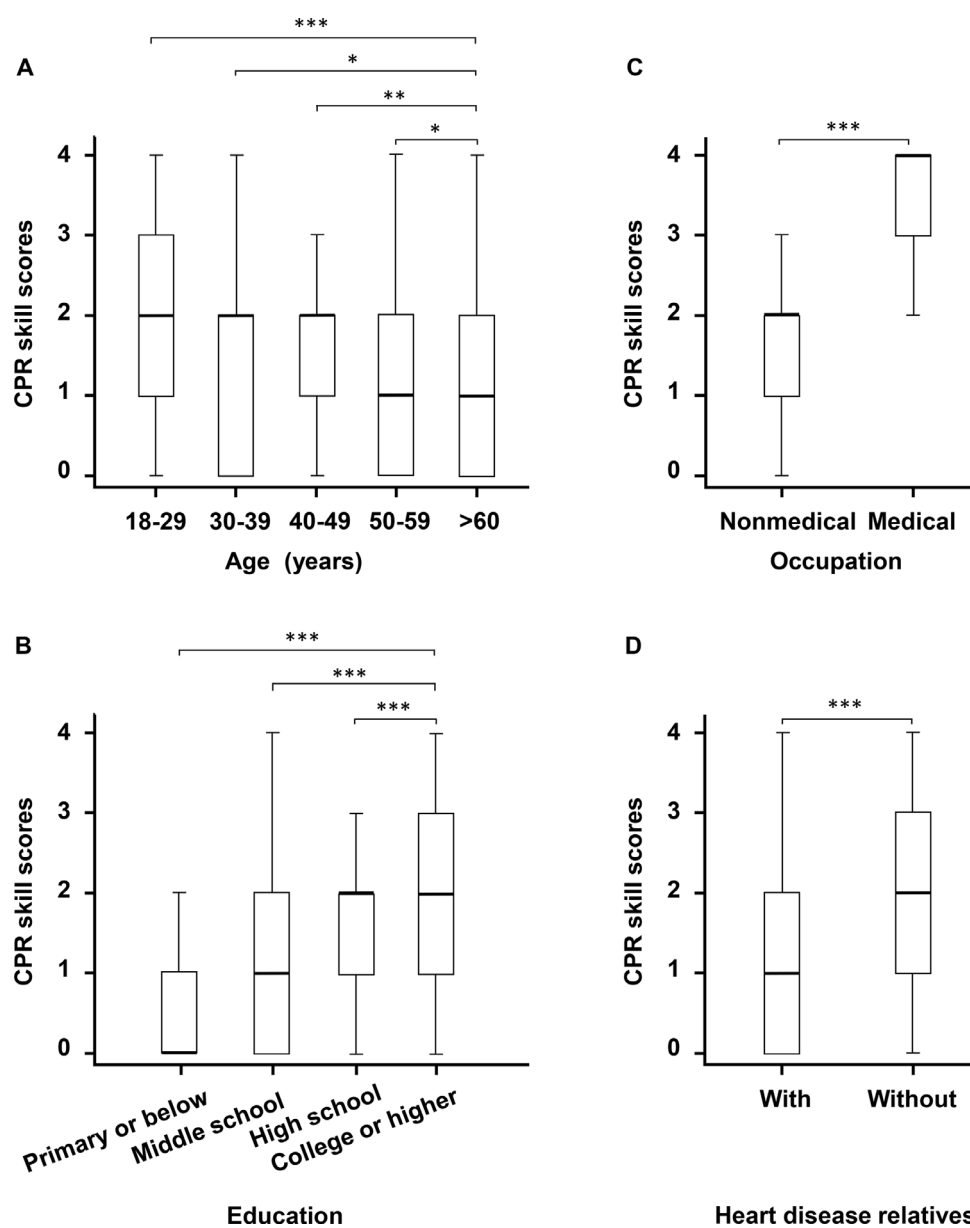 A
***
*
**
*
CPR skill scores
4
3
2
1
0
18-29 30-39 40-49 50-59 >60
Age (years)
C
***
CPR skill scores
4
3
2
1
0
Nonmedical Medical
Occupation
B
***
***
***
CPR skill scores
4
3
2
1
0
Primary or below
Middle school
High school
College or higher
Education
D
***
CPR skill scores
4
3
2
1
0
With Without
Heart disease relatives